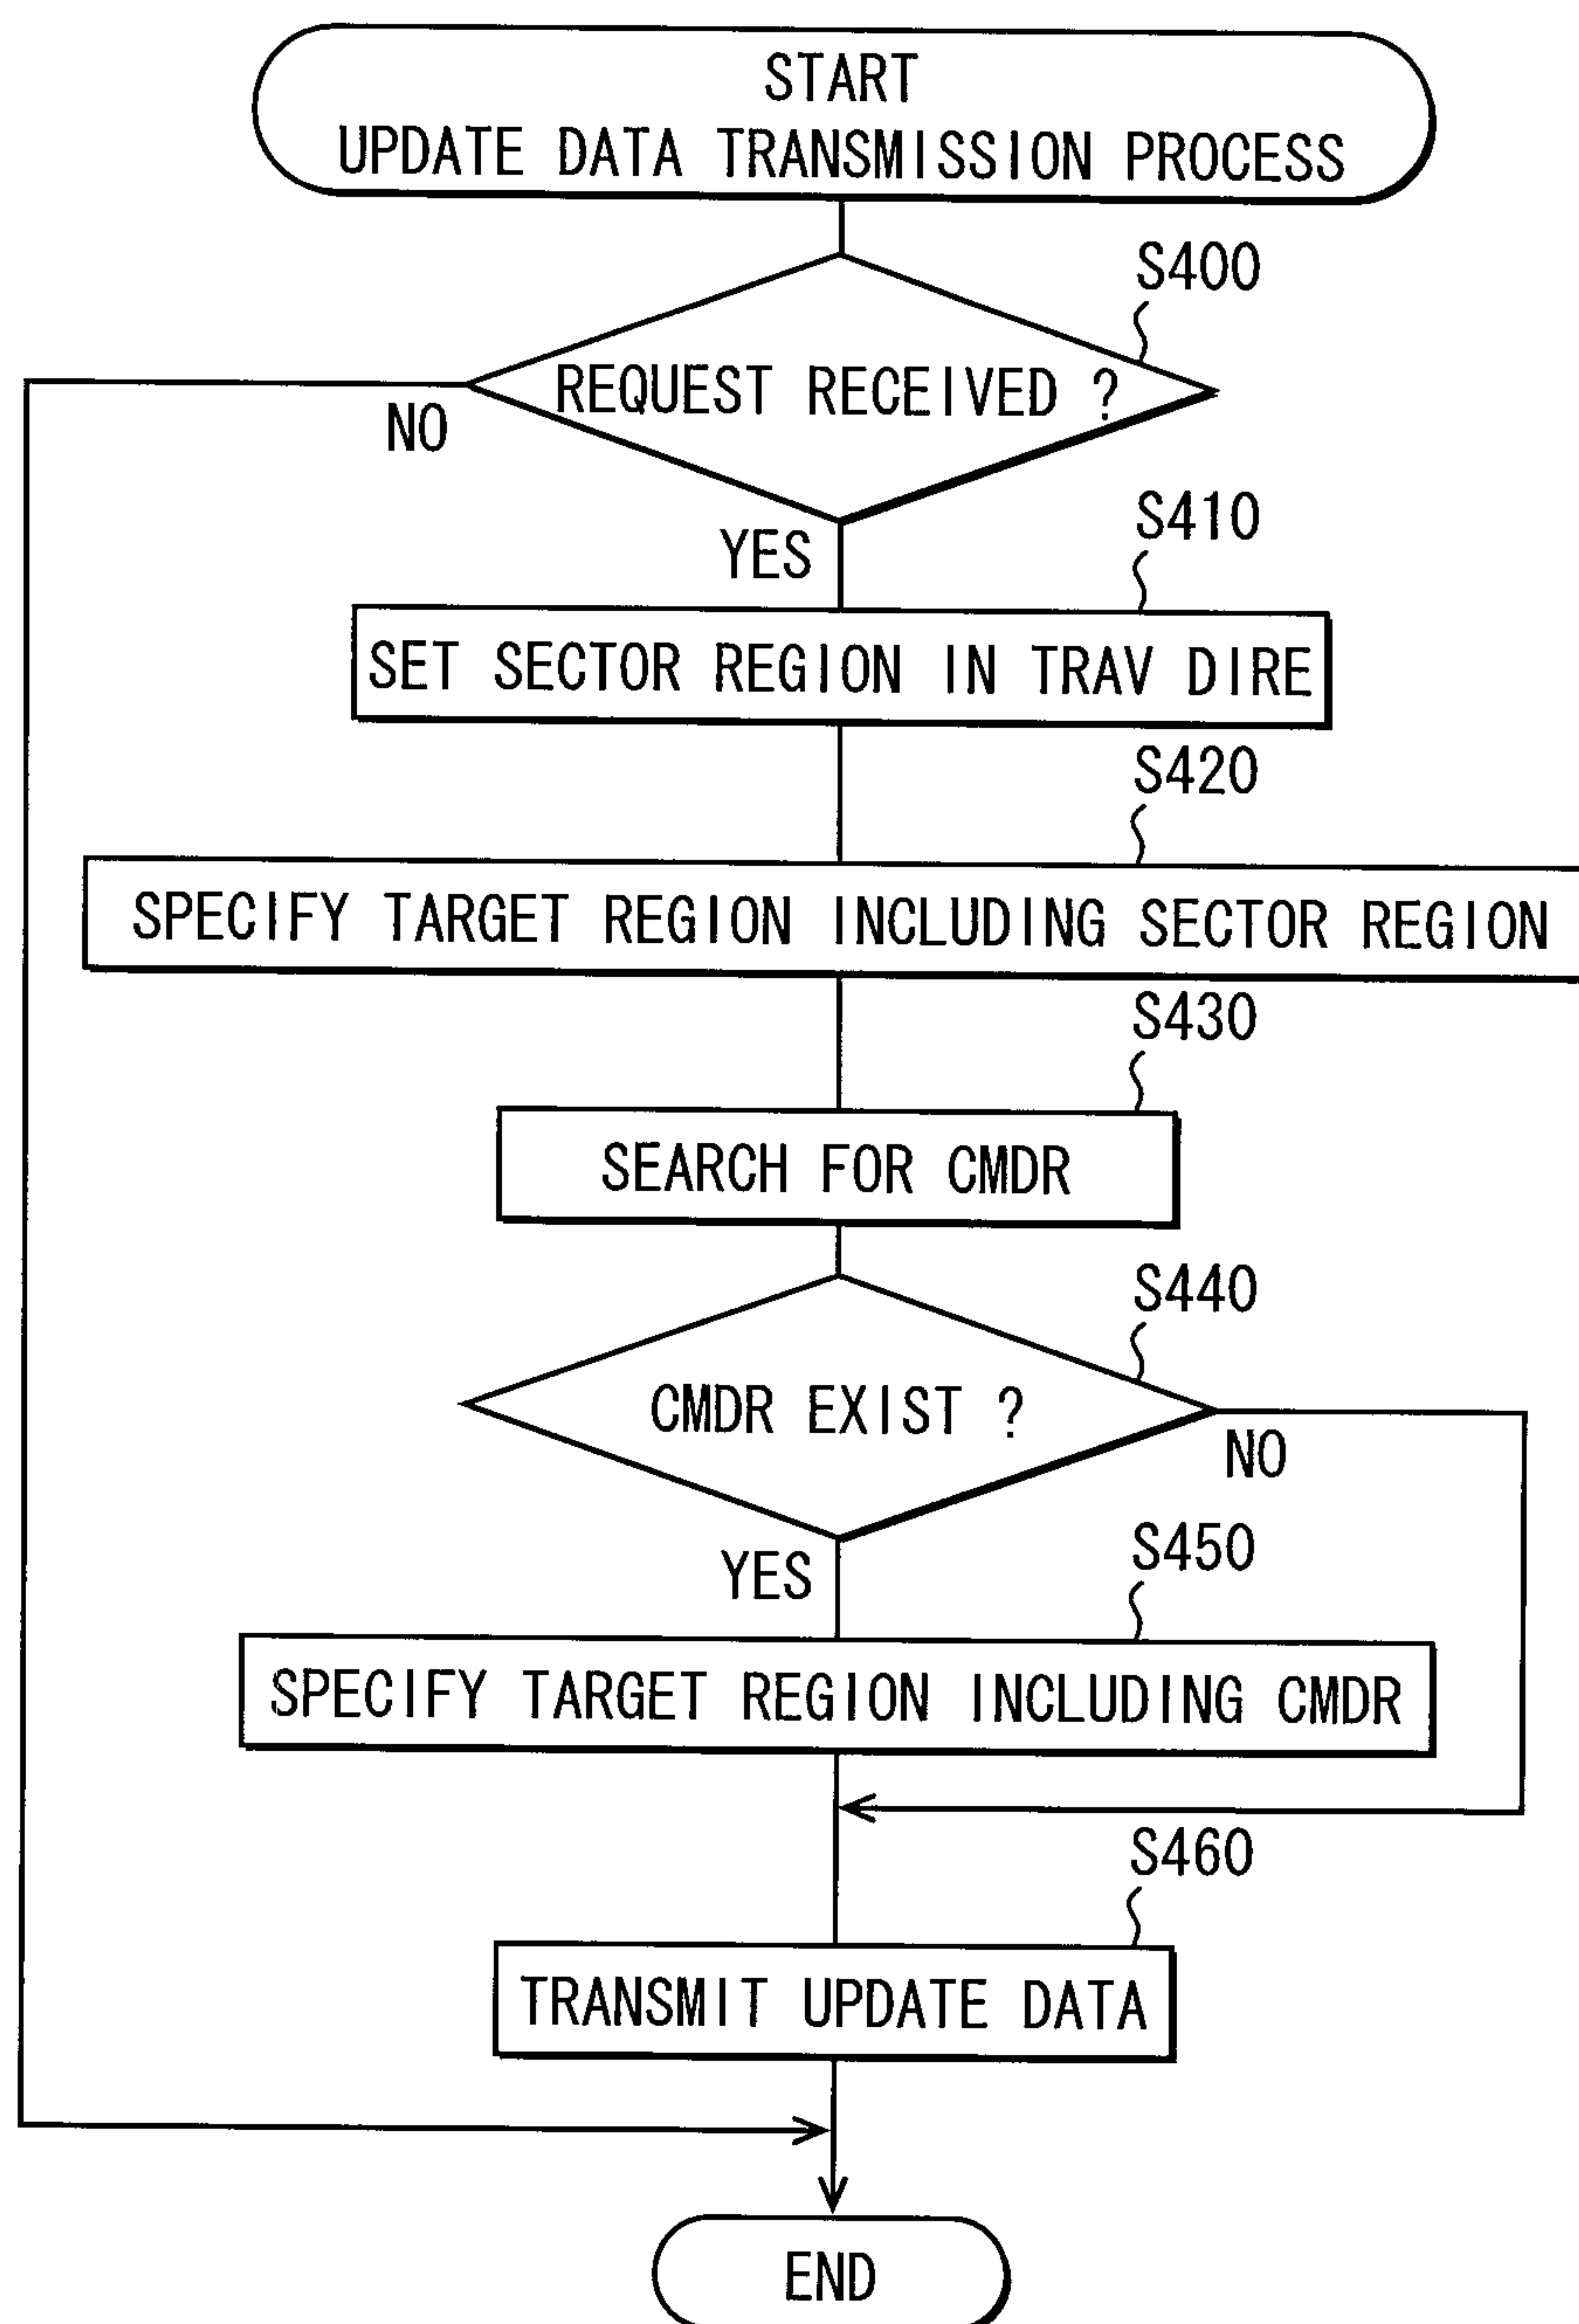 START
UPDATE DATA TRANSMISSION PROCESS
S400
REQUEST RECEIVED ?
NO
YES
S410
SET SECTOR REGION IN TRAV DIRE
S420
SPECIFY TARGET REGION INCLUDING SECTOR REGION
S430
SEARCH FOR CMDR
S440
CMDR EXIST ?
NO
YES
S450
SPECIFY TARGET REGION INCLUDING CMDR
S460
TRANSMIT UPDATE DATA
END